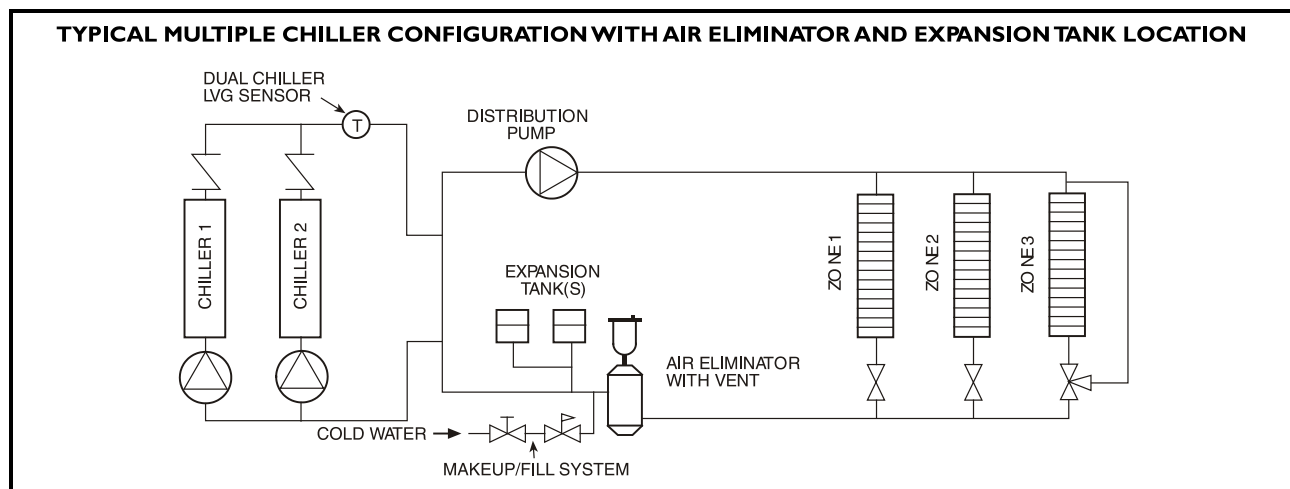 TYPICAL MULTIPLE CHILLER CONFIGURATION WITH AIR ELIMINATOR AND EXPANSION TANK LOCATION
DUAL CHILLER
LVG SENSOR
T
DISTRIBUTION
PUMP
CHILLER 1
CHILLER 2
EXPANSION
TANK(S)
ZONE 1
ZONE 2
ZONE 3
AIR ELIMINATOR
WITH VENT
COLD WATER
MAKEUP/FILL SYSTEM